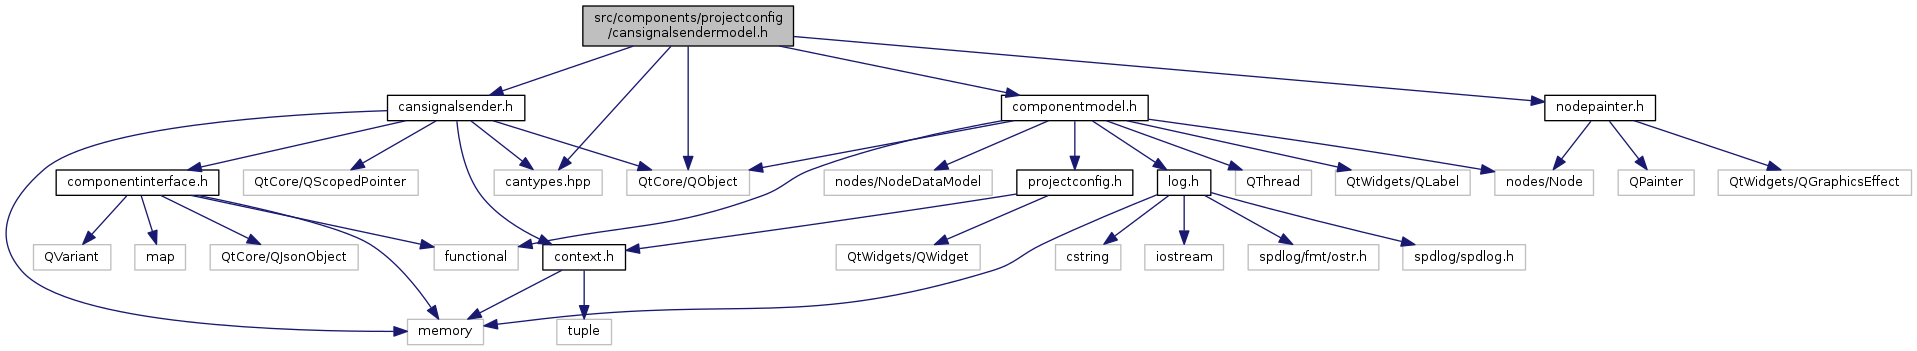 src/components/projectconfig
/cansignalsendermodel.h
cansignalsender.h
componentmodel.h
nodepainter.h
componentinterface.h
QtCore/QScopedPointer
cantypes.hpp
QtCore/QObject
nodes/NodeDataModel
projectconfig.h
log.h
QThread
QtWidgets/QLabel
nodes/Node
QPainter
QtWidgets/QGraphicsEffect
QVariant
map
QtCore/QJsonObject
functional
context.h
QtWidgets/QWidget
cstring
iostream
spdlog/fmt/ostr.h
spdlog/spdlog.h
memory
tuple